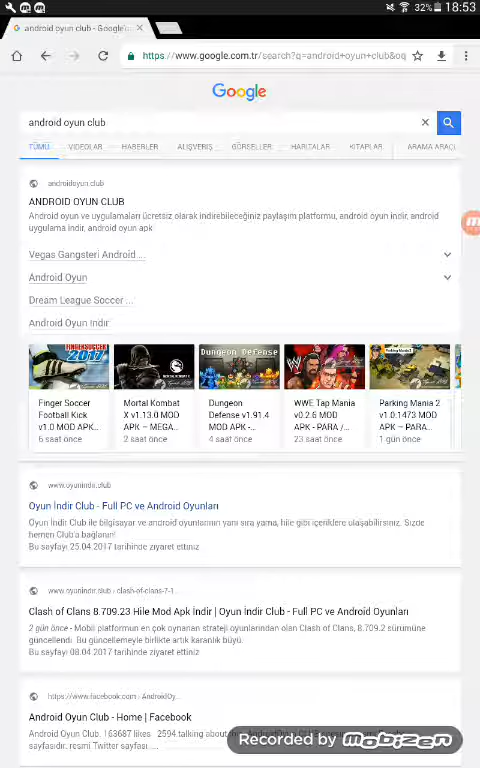 32% 18:53
android oyun club - Google'
https://www.google.com.tr/search?q=android+oyun+club&oq
Google
android oyun club
TÜMÜ VİDEOLAR HABERLER ALIŞVERİŞ GÖRSELLER HARİTALAR KİTAPLAR ARAMA ARAÇL
androidoyun.club
ANDROID OYUN CLUB
Android oyun ve uygulamaları ücretsiz olarak indirebileceğiniz paylaşım platformu, android oyun indir, android
uygulama indir, android oyun apk
Vegas Gangsteri Android ...
Android Oyun
Dream League Soccer ...
Android Oyun Indir
FINGER SOCCER
2017
Dungeon Defense
Parking Mania 2
Finger Soccer
Football Kick
v1.0 MOD APK...
6 saat önce
Mortal Kombat
X v1.13.0 MOD
APK – MEGA...
2 saat önce
Dungeon
Defense v1.91.4
MOD APK -...
4 saat önce
WWE Tap Mania
v0.2.6 MOD
APK - PARA /...
23 saat önce
Parking Mania 2
v1.0.1473 MOD
APK – PARA...
1 gün önce
www.oyunindir.club
Oyun İndir Club - Full PC ve Android Oyunları
Oyun İndir Club ile bilgisayar ve android oyunlarının yanı sıra yama, hile gibi içeriklere ulaşabilirsiniz. Sizde
hemen Club'a bağlanın!
Bu sayfayı 25.04.2017 tarihinde ziyaret ettiniz
www.oyunindir.club › clash-of-clans-7-1...
Clash of Clans 8.709.23 Hile Mod Apk İndir | Oyun İndir Club - Full PC ve Android Oyunları
2 gün önce - Mobil platformun en çok oynanan strateji oyunlarından olan Clash of Clans, 8.709.2 sürümüne
güncellendi. Bu güncellemeyle birlikte artık karanlık büyü.
Bu sayfayı 08.04.2017 tarihinde ziyaret ettiniz
https://www.facebook.com › AndroidOy...
Android Oyun Club - Home | Facebook
Android Oyun Club. 163687 likes · 2594 talking about
sayfasıdır. resmi Twitter sayfası ...
Recorded by mobizen